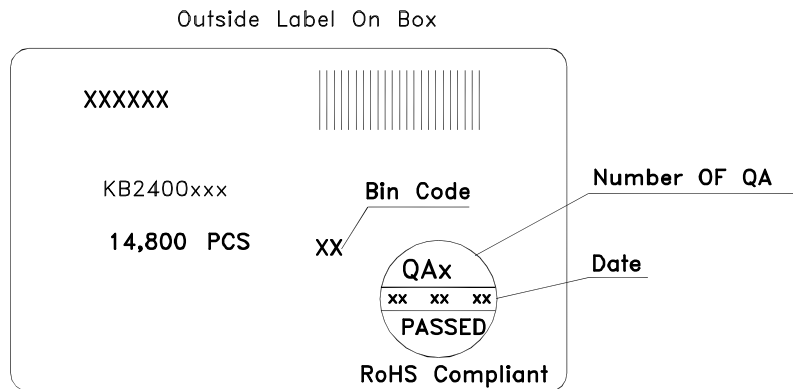 Outside Label On Box
XXXXXX
KB2400xxx
Bin Code
Number OF QA
14,800 PCS
XX
QAx
Date
xx xx xx
PASSED
RoHS Compliant